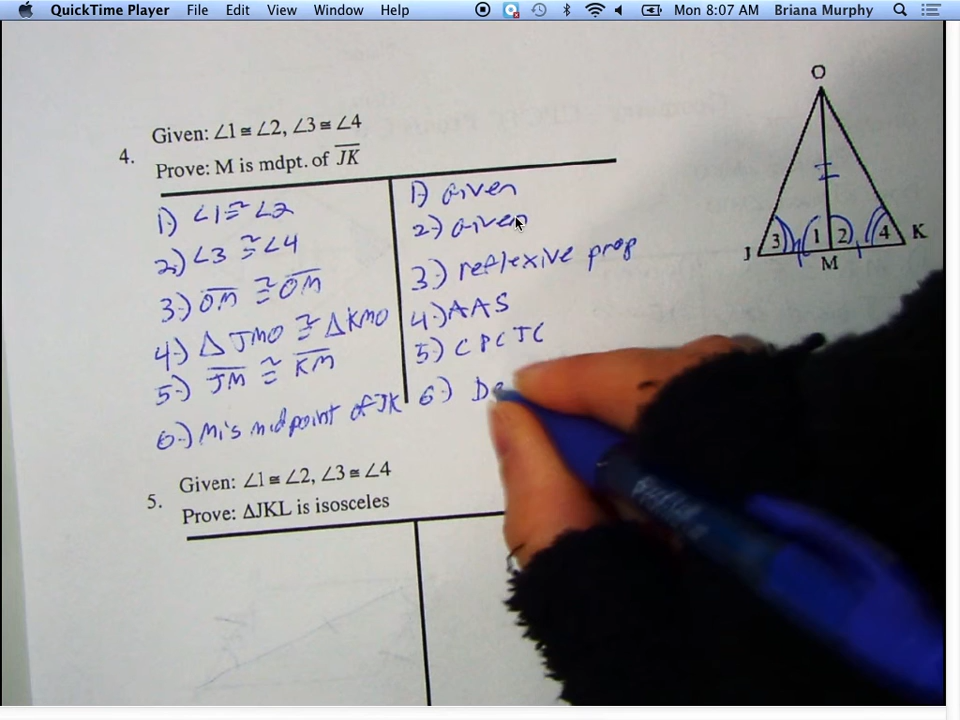 QuickTime Player File Edit View Window Help Mon 8:07 AM Briana Murphy
O
Given: ∠1 ≅ ∠2, ∠3 ≅ ∠4
4.
Prove: M is mdpt. of JK
1.) ∠1 ≅ ∠2
1.) Given
2.) ∠3 ≅ ∠4
2.) Given
3 1 2 4
J M K
3.) OM ≅ OM
3.) reflexive prop
4.) Δ JMO ≅ Δ KMO
4.) AAS
5.) JM ≅ KM
5.) CPCTC
6.) M is midpoint of JK
6.) De
Given: ∠1 ≅ ∠2, ∠3 ≅ ∠4
5.
Prove: ΔJKL is isosceles